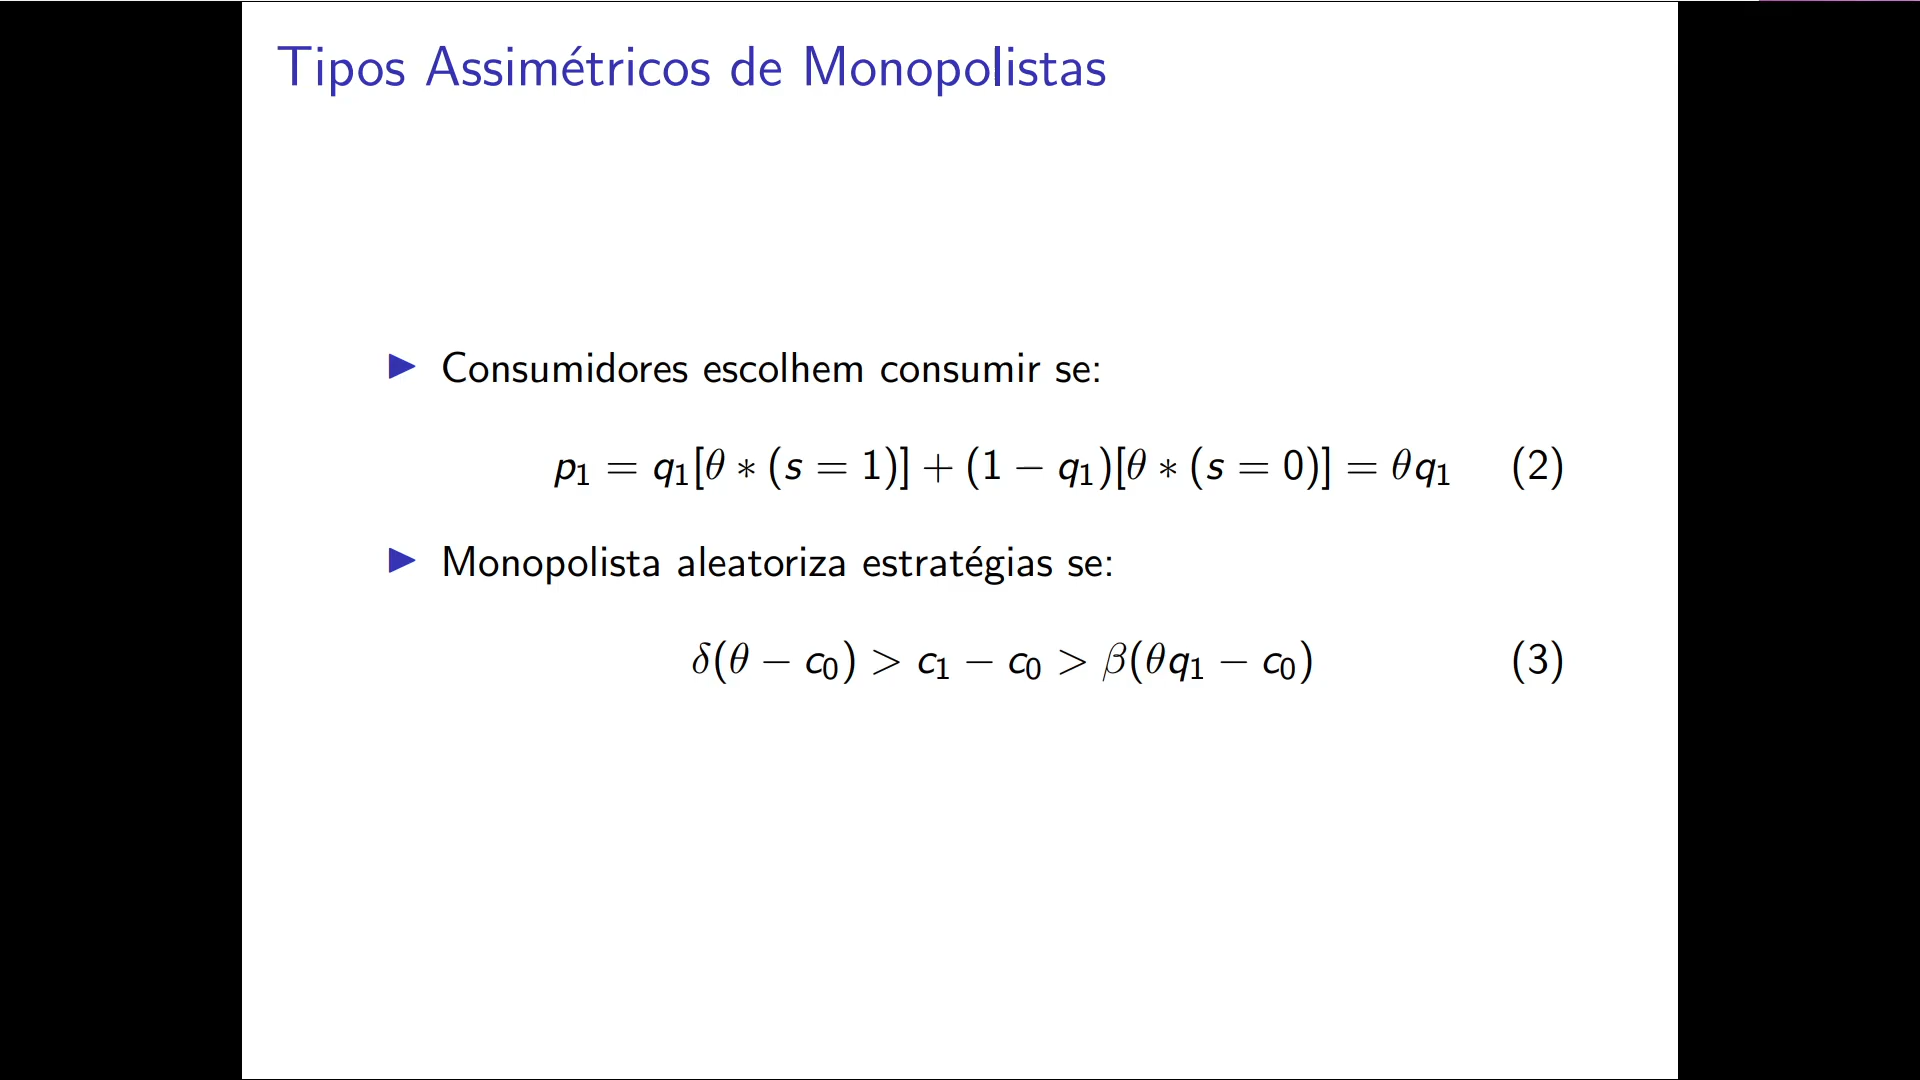 Tipos Assimétricos de Monopolistas
▶ Consumidores escolhem consumir se:
p₁ = q₁[θ ∗ (s = 1)] + (1 − q₁)[θ ∗ (s = 0)] = θq₁ (2)
▶ Monopolista aleatoriza estratégias se:
δ(θ − c₀) > c₁ − c₀ > β(θq₁ − c₀) (3)